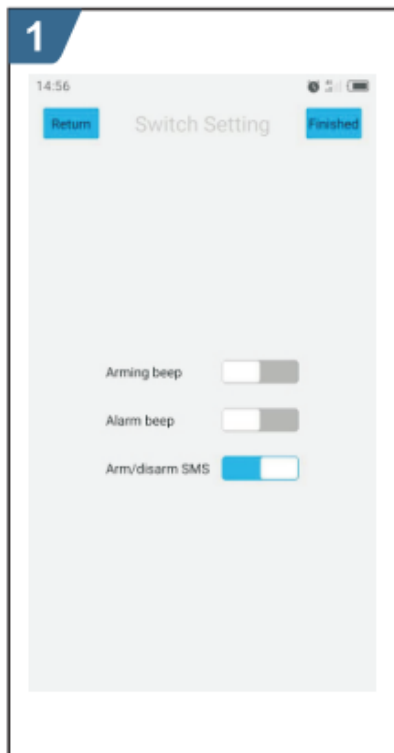 1
14:56
Return Switch Setting Finished
Arming beep
Alarm beep
Arm/disarm SMS